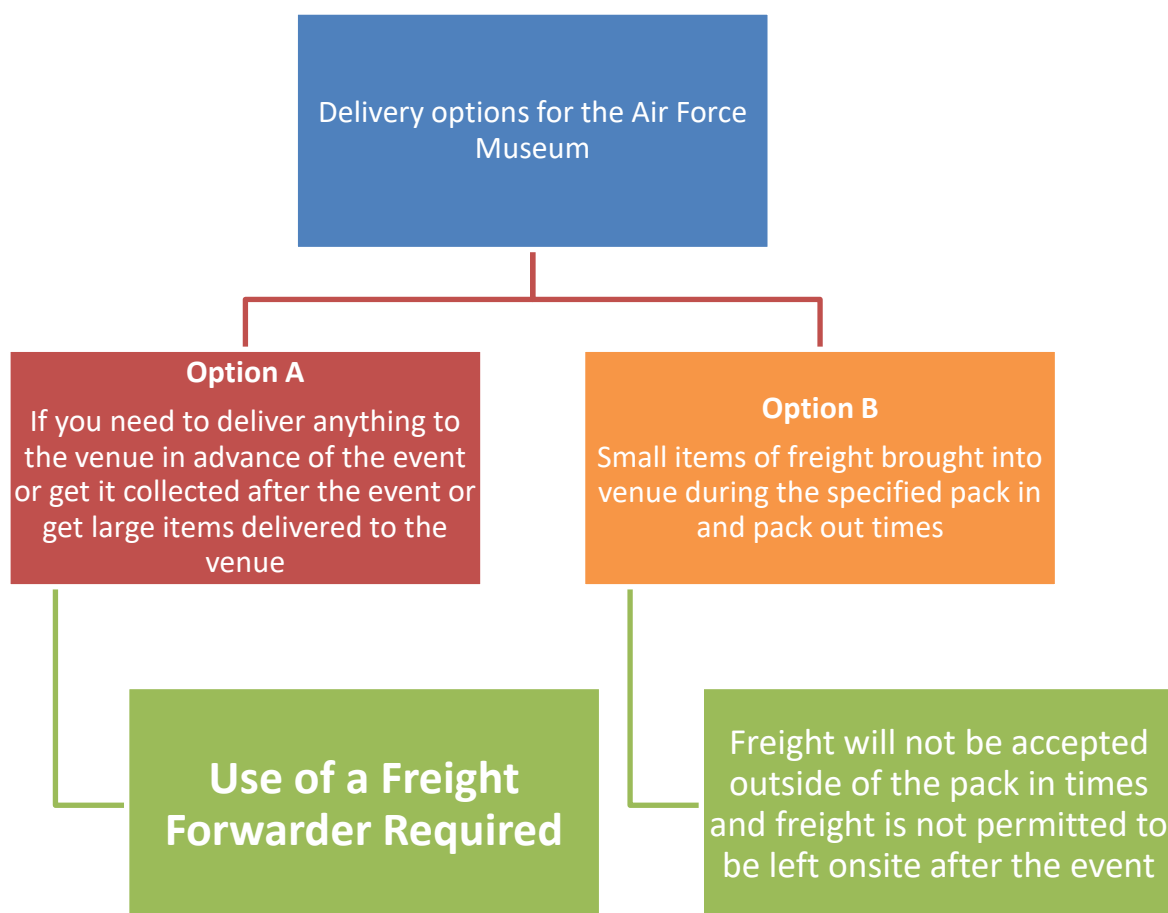 Delivery options for the Air Force
Museum
Option A
If you need to deliver anything to
the venue in advance of the event
or get it collected after the event or
get large items delivered to the
venue
Option B
Small items of freight brought into
venue during the specified pack in
and pack out times
Use of a Freight
Forwarder Required
Freight will not be accepted
outside of the pack in times
and freight is not permitted to
be left onsite after the event